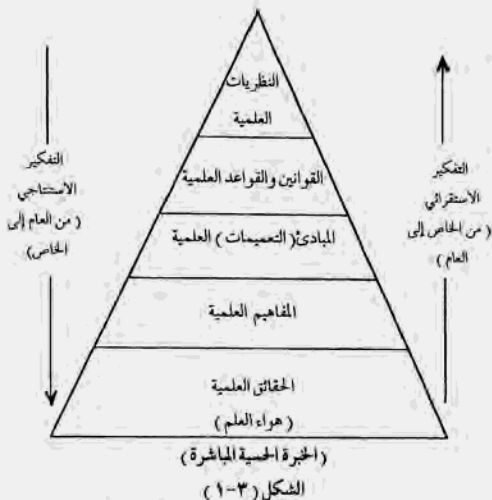 النظريات
العلمية
القوانين والقواعد العلمية
المبادئ ( التعميمات ) العلمية
المفاهيم العلمية
الحقائق العلمية
( هواء العلم )
( الخبرة الحسية المباشرة )
الشكل ( ٣-١ )
التفكير
الاستقرائي
( من الخاص إلى
العام )
التفكير
الاستنتاجي
( من العام إلى
الخاص )